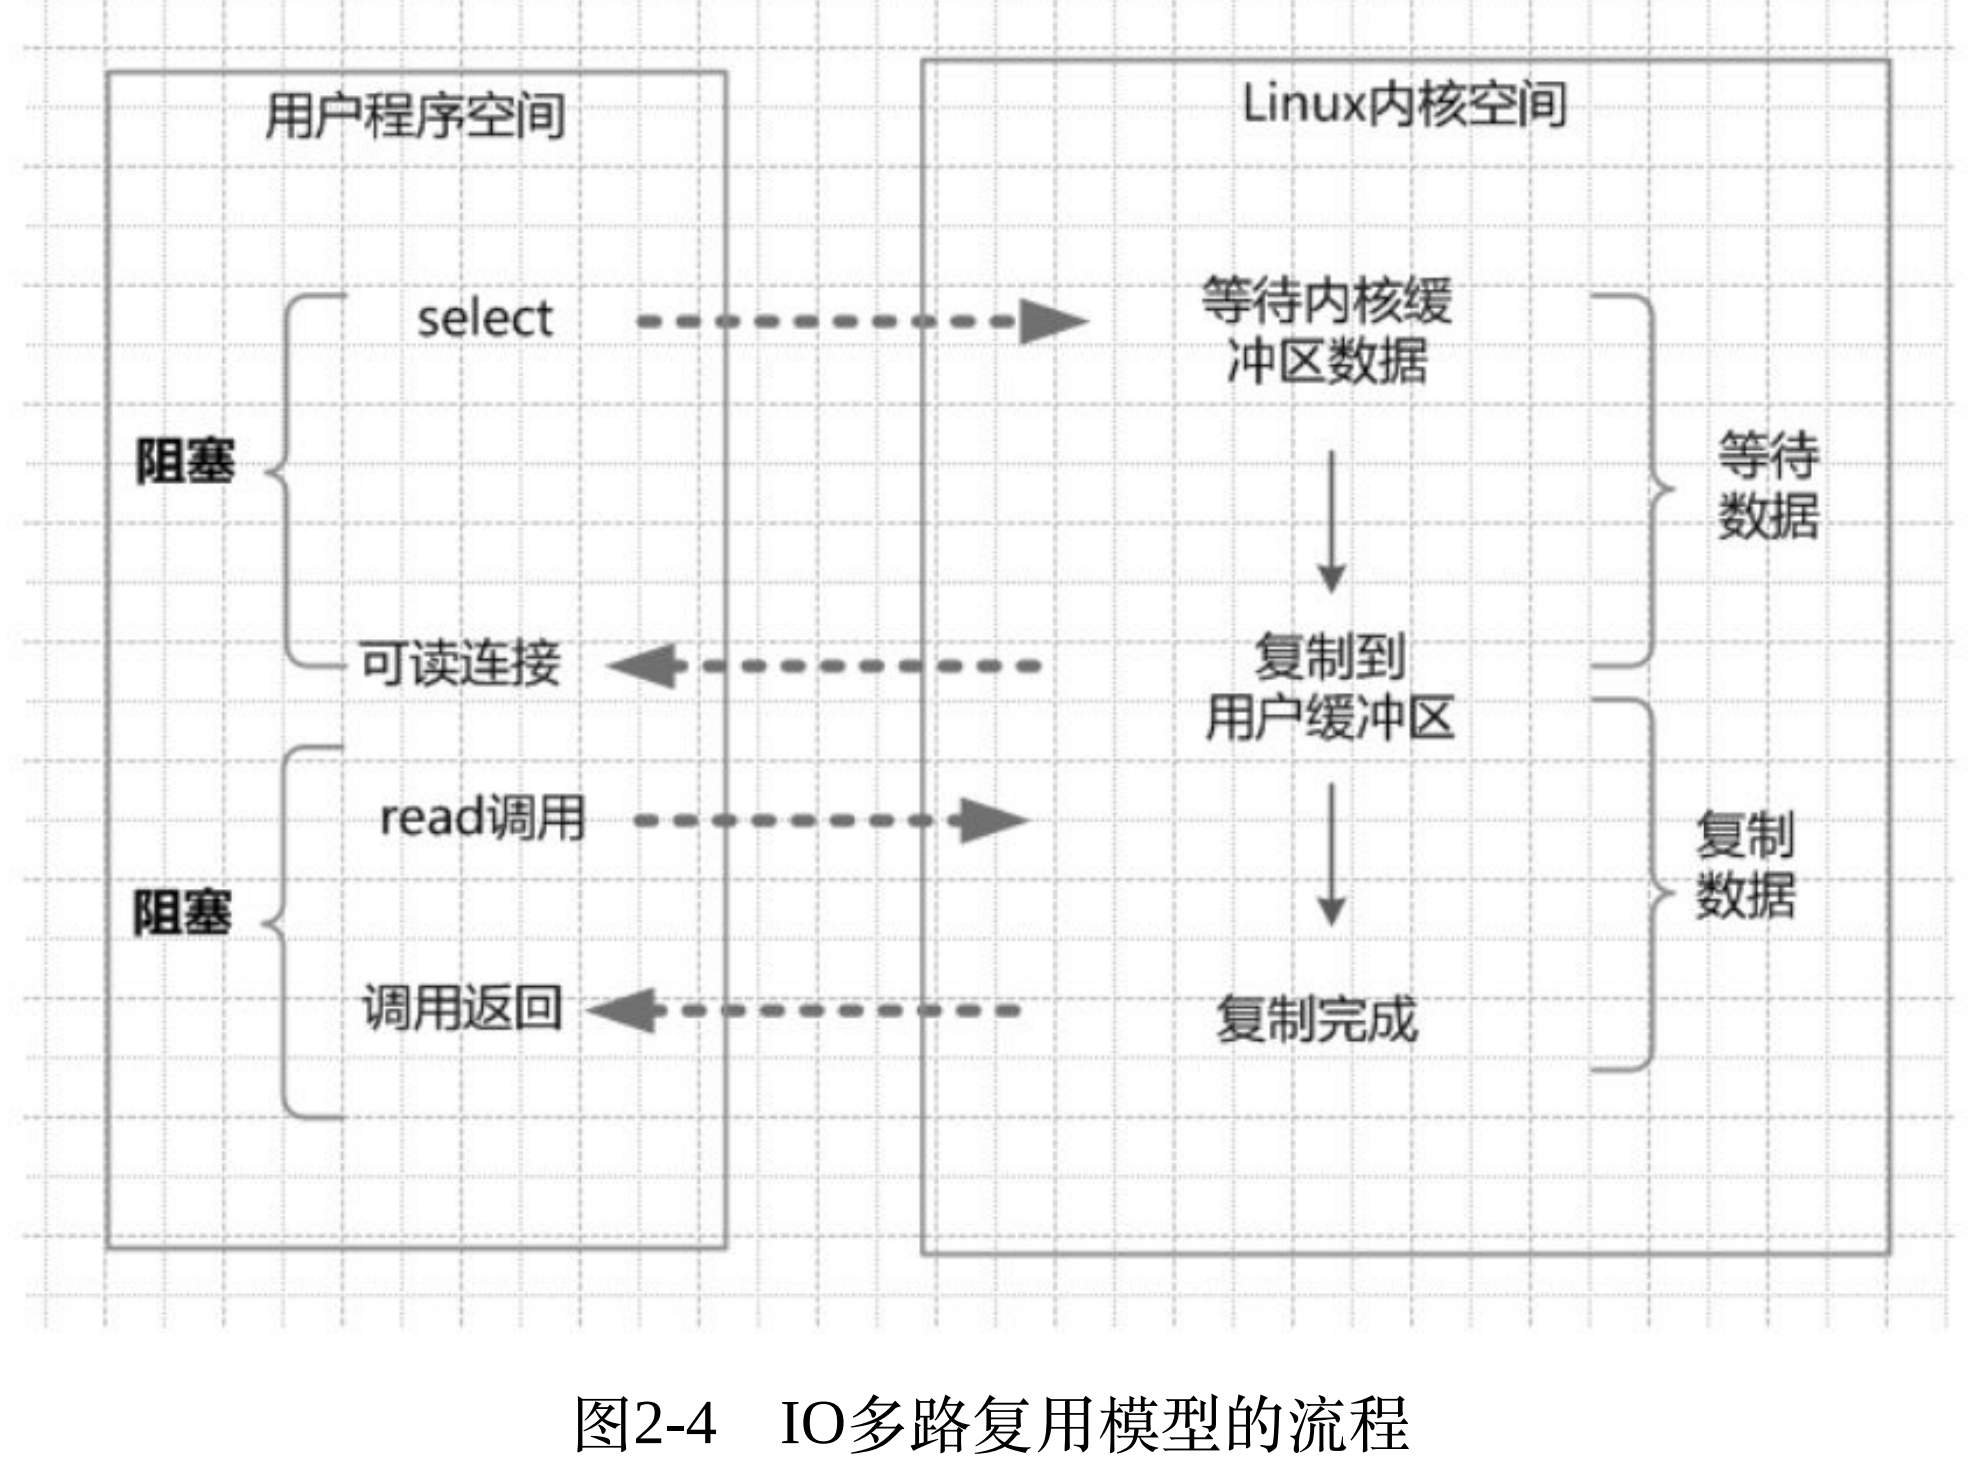 用户程序空间
Linux内核空间
select
等待内核缓
冲区数据
阻塞
等待
数据
可读连接
复制到
用户缓冲区
read调用
复制
数据
阻塞
调用返回
复制完成
图2-4 IO多路复用模型的流程